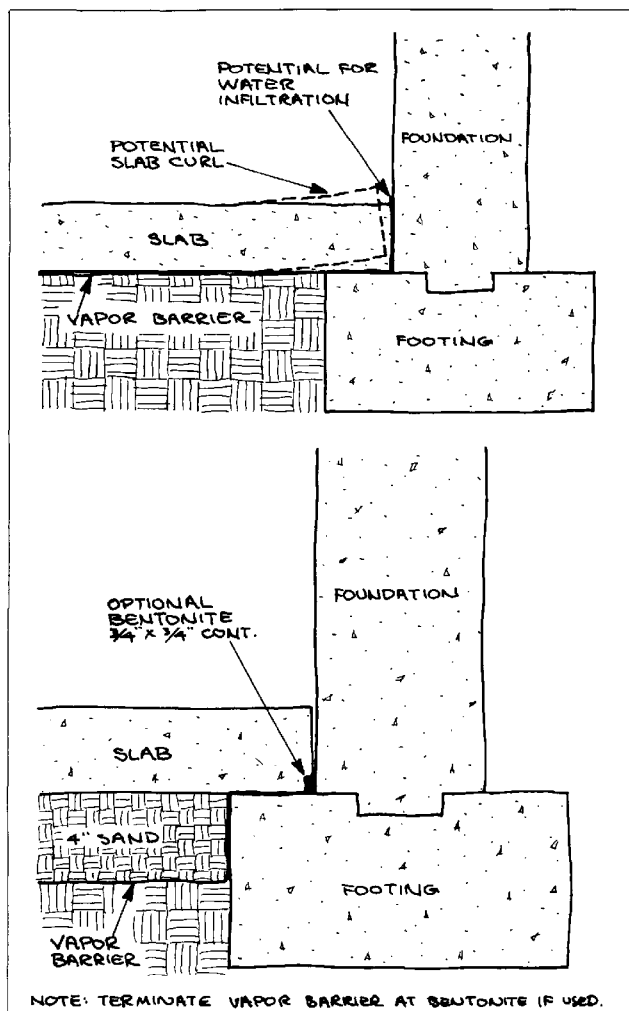 POTENTIAL FOR
WATER
INFILTRATION
FOUNDATION
POTENTIAL
SLAB CURL
SLAB
VAPOR BARRIER
FOOTING
OPTIONAL
BENTONITE
3/4" x 3/4" CONT.
FOUNDATION
SLAB
4" SAND
FOOTING
VAPOR
BARRIER
NOTE: TERMINATE VAPOR BARRIER AT BENTONITE IF USED.